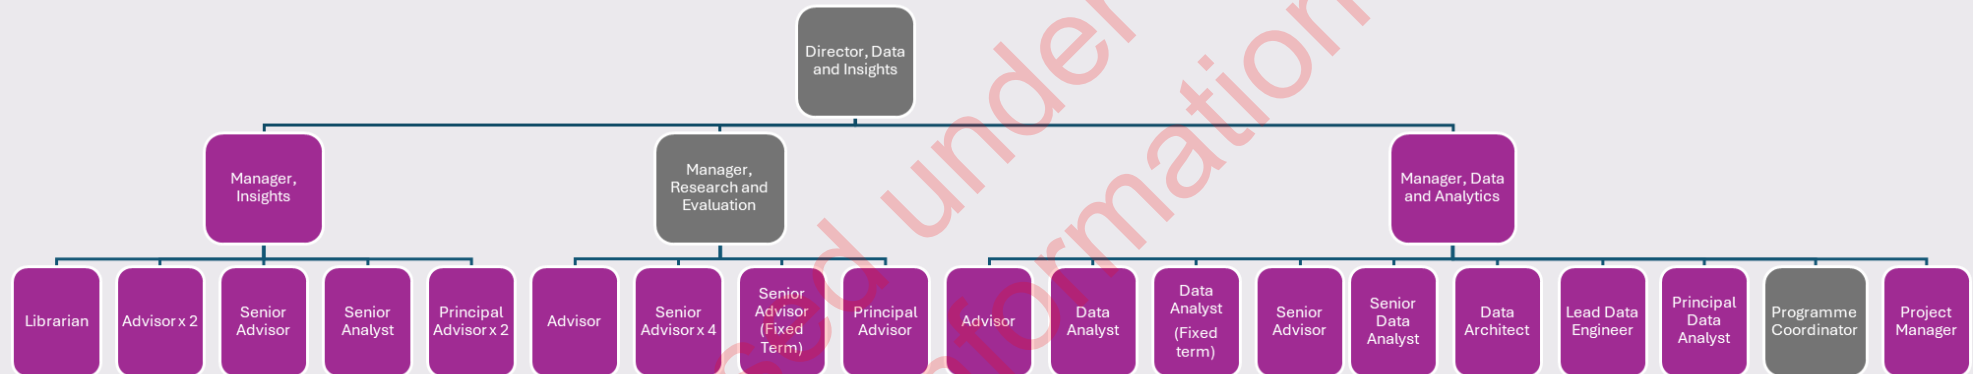 Director, Data
and Insights
Manager,
Insights
Manager,
Research and
Evaluation
Manager, Data
and Analytics
Librarian
Advisor x 2
Senior
Advisor
Senior
Analyst
Principal
Advisor x 2
Advisor
Senior
Advisor x 4
Senior
Advisor
(Fixed
Term)
Principal
Advisor
Advisor
Data
Analyst
Data
Analyst
(Fixed
term)
Senior
Advisor
Senior
Data
Analyst
Data
Architect
Lead Data
Engineer
Principal
Data
Analyst
Programme
Coordinator
Project
Manager
under